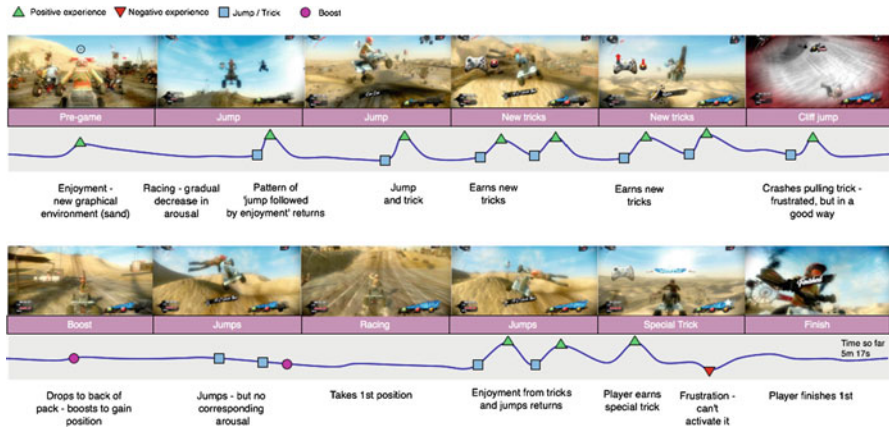 Positive experience Negative experience Jump / Trick Boost
Pre-game Jump Jump New tricks New tricks Cliff jump
Enjoyment -
new graphical
environment (sand)
Racing - gradual
decrease in
arousal
Pattern of
'jump followed
by enjoyment' returns
Jump
and trick
Earns new
tricks
Earns new
tricks
Crashes pulling trick -
frustrated, but in a
good way
Boost Jumps Racing Jumps Special Trick Finish
Time so far
5m 17s
Drops to back of
pack - boosts to gain
position
Jumps - but no
corresponding
arousal
Takes 1st position
Enjoyment from tricks
and jumps returns
Player earns
special trick
Frustration -
can't
activate it
Player finishes 1st